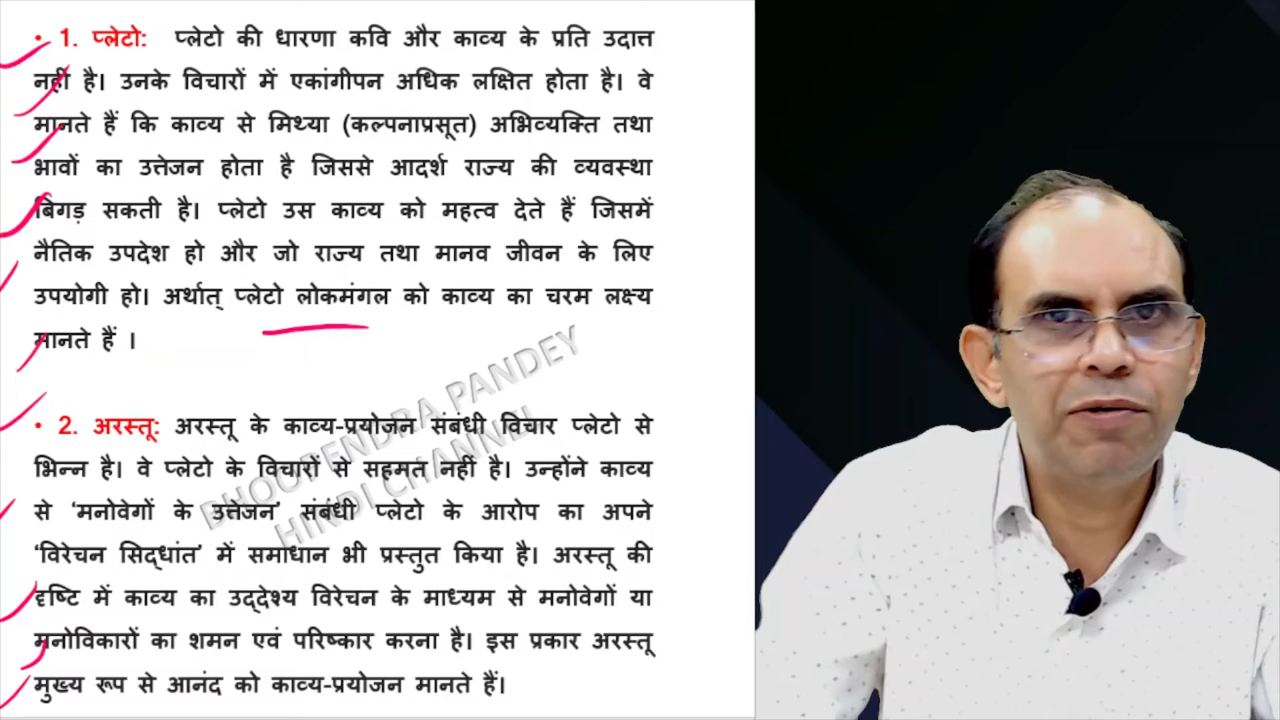 • 1. प्लेटो: प्लेटो की धारणा कवि और काव्य के प्रति उदात्त
नहीं है। उनके विचारों में एकांगीपन अधिक लक्षित होता है। वे
मानते हैं कि काव्य से मिथ्या (कल्पनाप्रसूत) अभिव्यक्ति तथा
भावों का उत्तेजन होता है जिससे आदर्श राज्य की व्यवस्था
बिगड़ सकती है। प्लेटो उस काव्य को महत्व देते हैं जिसमें
नैतिक उपदेश हो और जो राज्य तथा मानव जीवन के लिए
उपयोगी हो। अर्थात् प्लेटो लोकमंगल को काव्य का चरम लक्ष्य
मानते हैं ।
• 2. अरस्तू: अरस्तू के काव्य-प्रयोजन संबंधी विचार प्लेटो से
भिन्न है। वे प्लेटो के विचारों से सहमत नहीं है। उन्होंने काव्य
से ‘मनोवेगों के उत्तेजन’ संबंधी प्लेटो के आरोप का अपने
‘विरेचन सिद्धांत’ में समाधान भी प्रस्तुत किया है। अरस्तू की
दृष्टि में काव्य का उद्देश्य विरेचन के माध्यम से मनोवेगों या
मनोविकारों का शमन एवं परिष्कार करना है। इस प्रकार अरस्तू
मुख्य रूप से आनंद को काव्य-प्रयोजन मानते हैं।
BHOOPENDRA PANDEY
HINDI CHANNEL